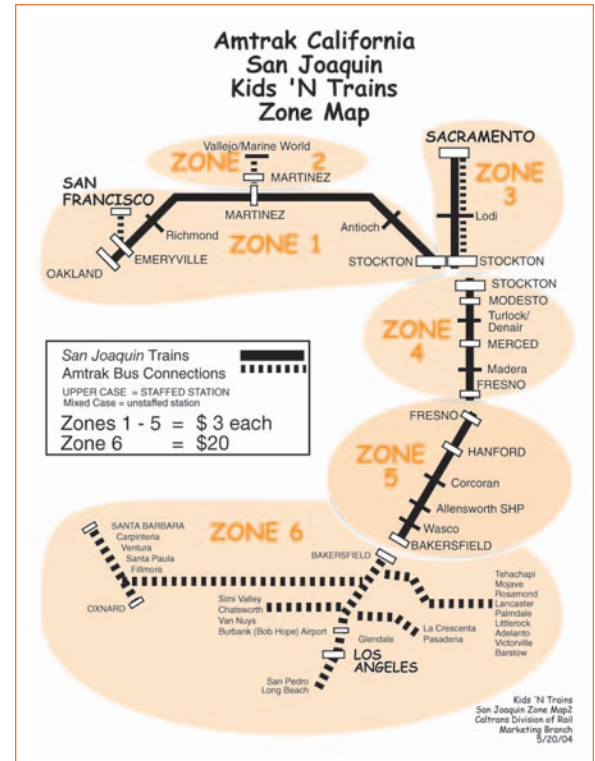 Amtrak California
San Joaquin
Kids 'N Trains
Zone Map
Vallejo/Marine World
ZONE 2
MARTINEZ
SAN
FRANCISCO
MARTINEZ
Richmond
ZONE 1
Antioch
EMERYVILLE
OAKLAND
STOCKTON
SACRAMENTO
ZONE
3
Lodi
STOCKTON
STOCKTON
MODESTO
Turlock/
Denair
ZONE
4
MERCED
Madera
FRESNO
San Joaquin Trains
Amtrak Bus Connections
UPPER CASE = STAFFED STATION
Mixed Case = unstaffed station
Zones 1 - 5 = $ 3 each
Zone 6 = $20
FRESNO
ZONE
5
HANFORD
Corcoran
Allensworth SHP
Wasco
BAKERSFIELD
ZONE 6
BAKERSFIELD
SANTA BARBARA
Carpinteria
Ventura
Santa Paula
Fillmore
OXNARD
Simi Valley
Chatsworth
Van Nuys
Burbank (Bob Hope) Airport
Glendale
LOS
ANGELES
La Crescenta
Pasadena
San Pedro
Long Beach
Tehachapi
Mojave
Rosamond
Lancaster
Palmdale
Littlerock
Adelanto
Victorville
Barstow
Kids 'N Trains
San Joaquin Zone Map2
Caltrans Division of Rail
Marketing Branch
5/20/04